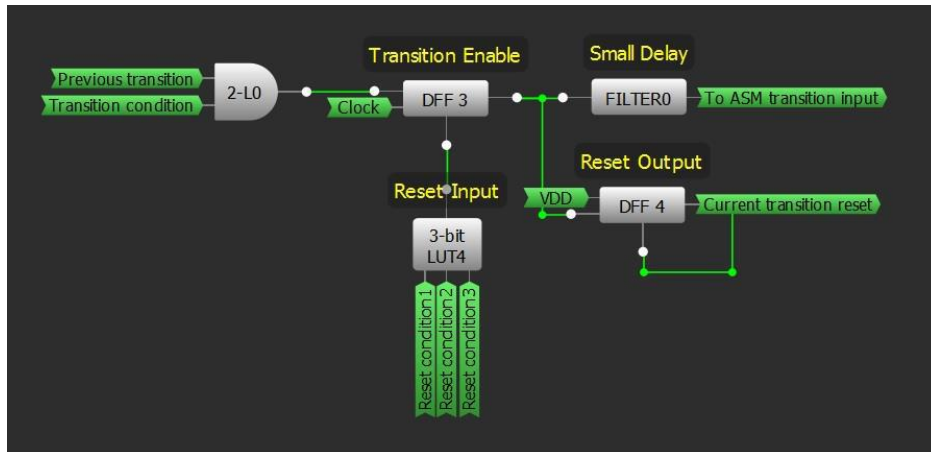 Transition Enable
Small Delay
Previous transition
Transition condition
2-L0
Clock
DFF 3
FILTER0
To ASM transition input
Reset Output
Reset Input
VDD
DFF 4
Current transition reset
3-bit
LUT4
Reset condition1
Reset condition2
Reset condition3